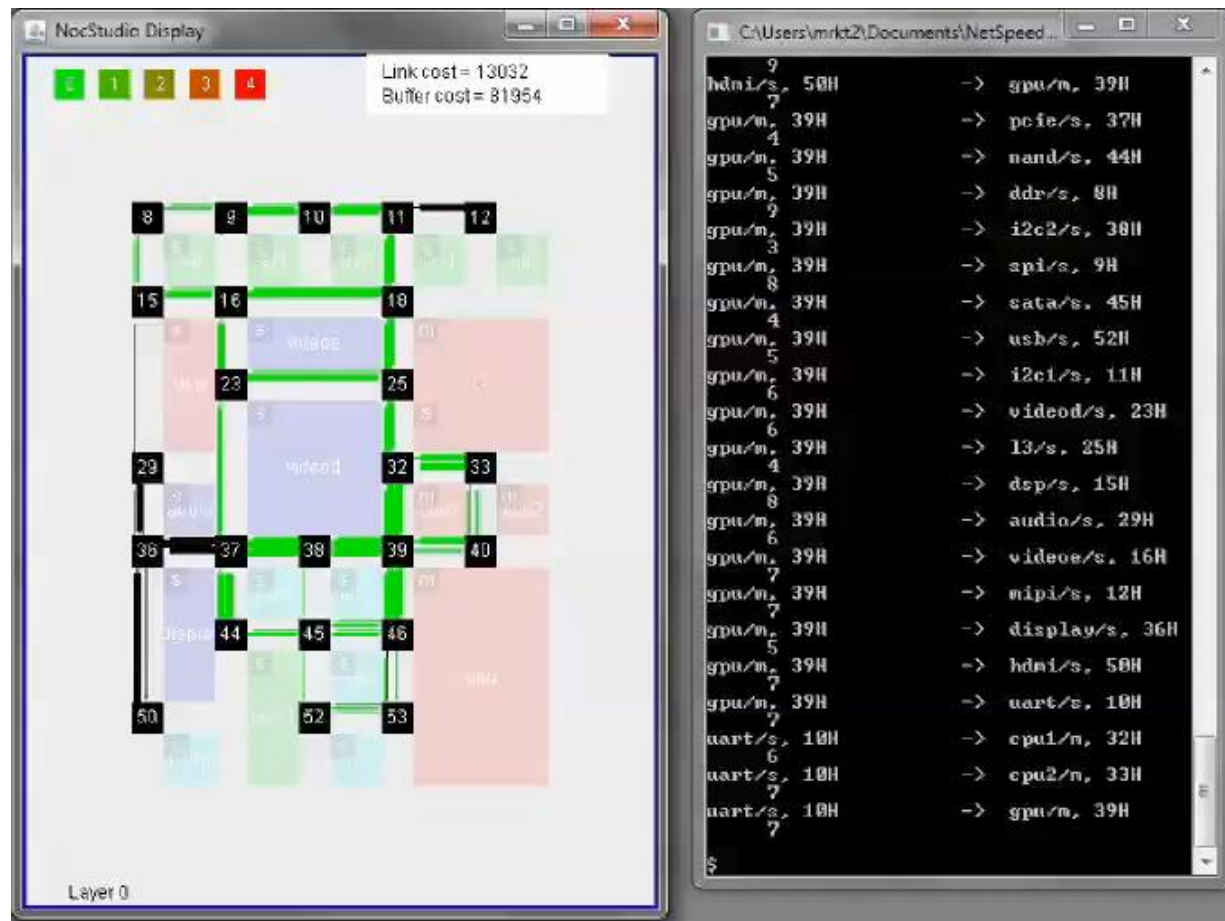 NocStudio Display
1 2 3 4
Link cost = 13032
Buffer cost = 81954
8 9 10 11 12
15 16 18
s videoe m
23 25
s videod s
29 32 33
36 37 38 39 40
s m
44 45 46
50 52 53
Layer 0
C:\Users\mrkt2\Documents\NetSpeed ...
9
hdmi/s, 50H -> gpu/m, 39H
7
gpu/m, 39H -> pcie/s, 37H
4
gpu/m, 39H -> nand/s, 44H
5
gpu/m, 39H -> ddr/s, 8H
9
gpu/m, 39H -> i2c2/s, 38H
3
gpu/m, 39H -> spi/s, 9H
8
gpu/m, 39H -> sata/s, 45H
4
gpu/m, 39H -> usb/s, 52H
5
gpu/m, 39H -> i2c1/s, 11H
6
gpu/m, 39H -> videod/s, 23H
6
gpu/m, 39H -> l3/s, 25H
4
gpu/m, 39H -> dsp/s, 15H
8
gpu/m, 39H -> audio/s, 29H
6
gpu/m, 39H -> videoe/s, 16H
7
gpu/m, 39H -> mipi/s, 12H
7
gpu/m, 39H -> display/s, 36H
5
gpu/m, 39H -> hdmi/s, 50H
7
gpu/m, 39H -> uart/s, 10H
7
uart/s, 10H -> cpu1/m, 32H
6
uart/s, 10H -> cpu2/m, 33H
7
uart/s, 10H -> gpu/m, 39H
7
$